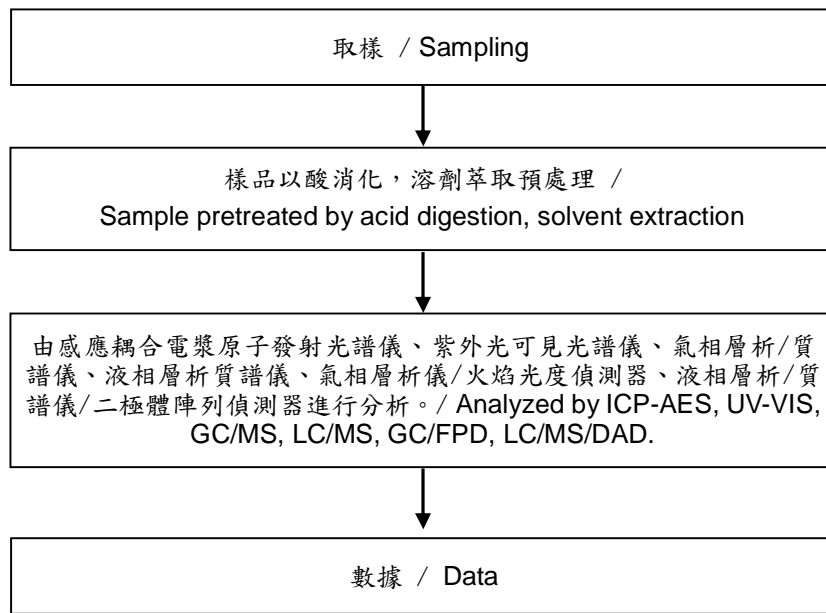 取樣 / Sampling
樣品以酸消化，溶劑萃取預處理 /
Sample pretreated by acid digestion, solvent extraction
由感應耦合電漿原子發射光譜儀、紫外光可見光譜儀、氣相層析/質
譜儀、液相層析質譜儀、氣相層析儀/火焰光度偵測器、液相層析/質
譜儀/二極體陣列偵測器進行分析。/ Analyzed by ICP-AES, UV-VIS,
GC/MS, LC/MS, GC/FPD, LC/MS/DAD.
數據 / Data